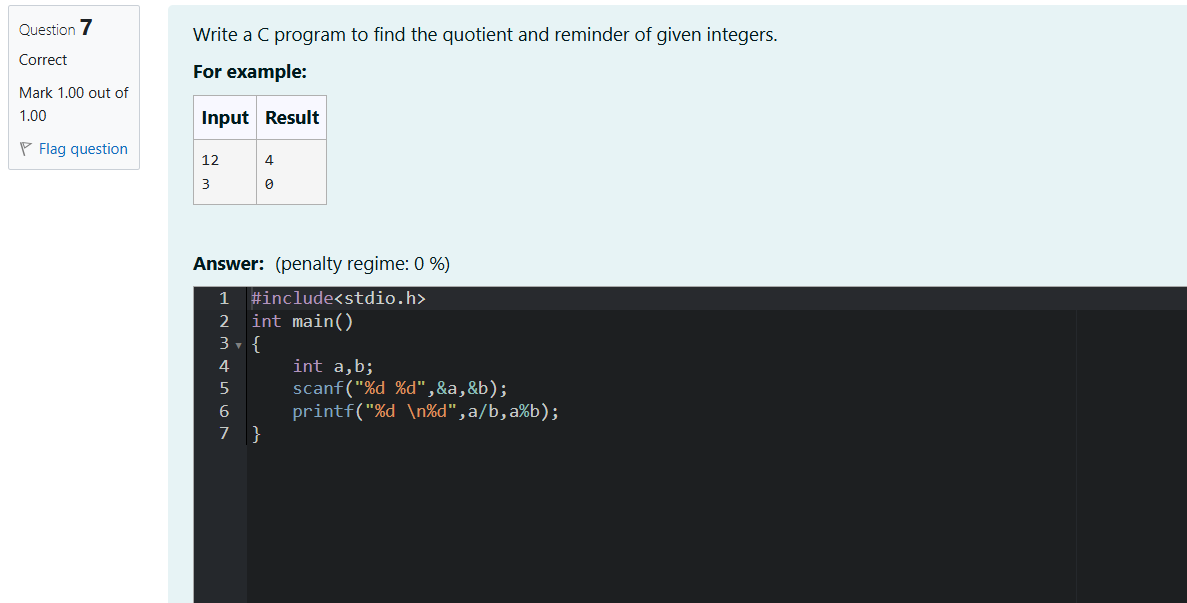 Question 7
Correct
Mark 1.00 out of
1.00
Flag question
Write a C program to find the quotient and reminder of given integers.
For example:
Input Result
12 4
3 0
Answer: (penalty regime: 0 %)
1 #include<stdio.h>
2 int main()
3 {
4     int a,b;
5     scanf("%d %d",&a,&b);
6     printf("%d \n%d",a/b,a%b);
7 }